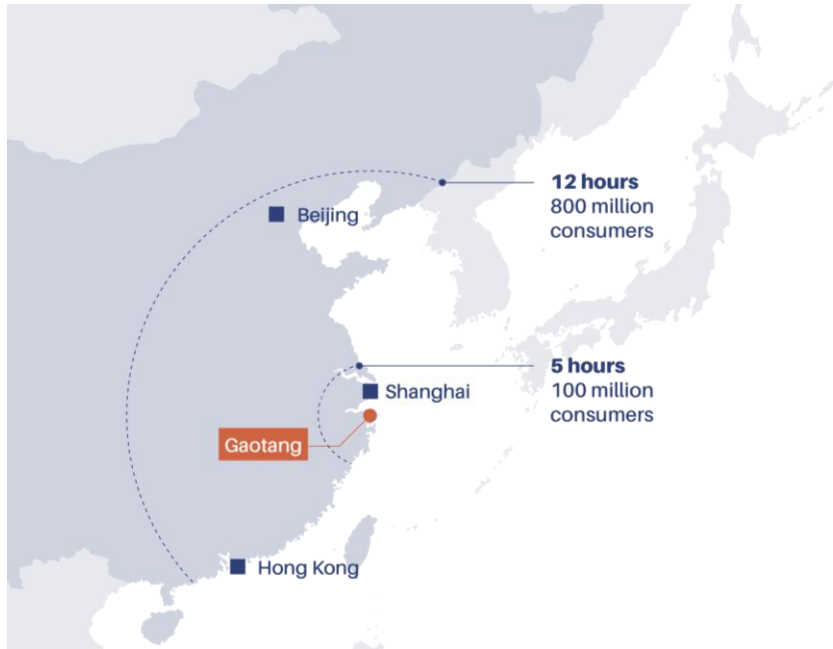 12 hours
800 million
consumers
Beijing
5 hours
100 million
consumers
Shanghai
Gaotang
Hong Kong